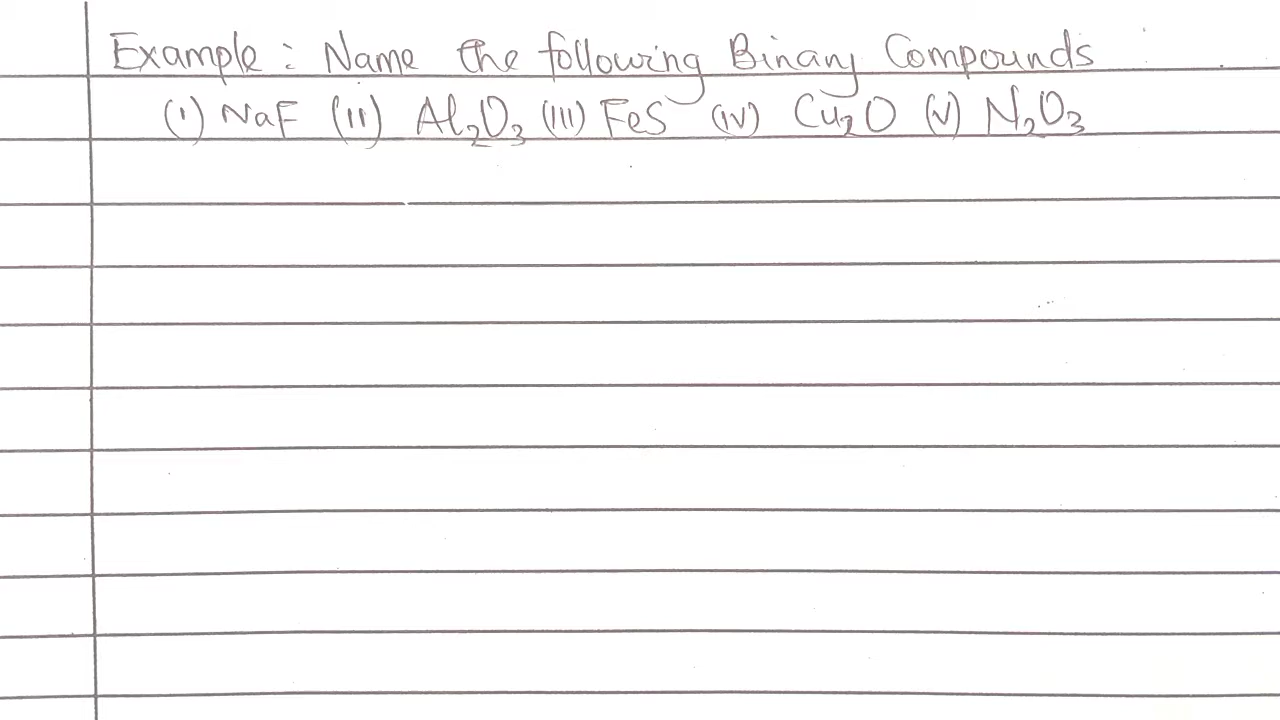 Example: Name the following Binary Compounds
(i) NaF (ii) Al₂O₃ (iii) FeS (iv) Cu₂O (v) N₂O₃